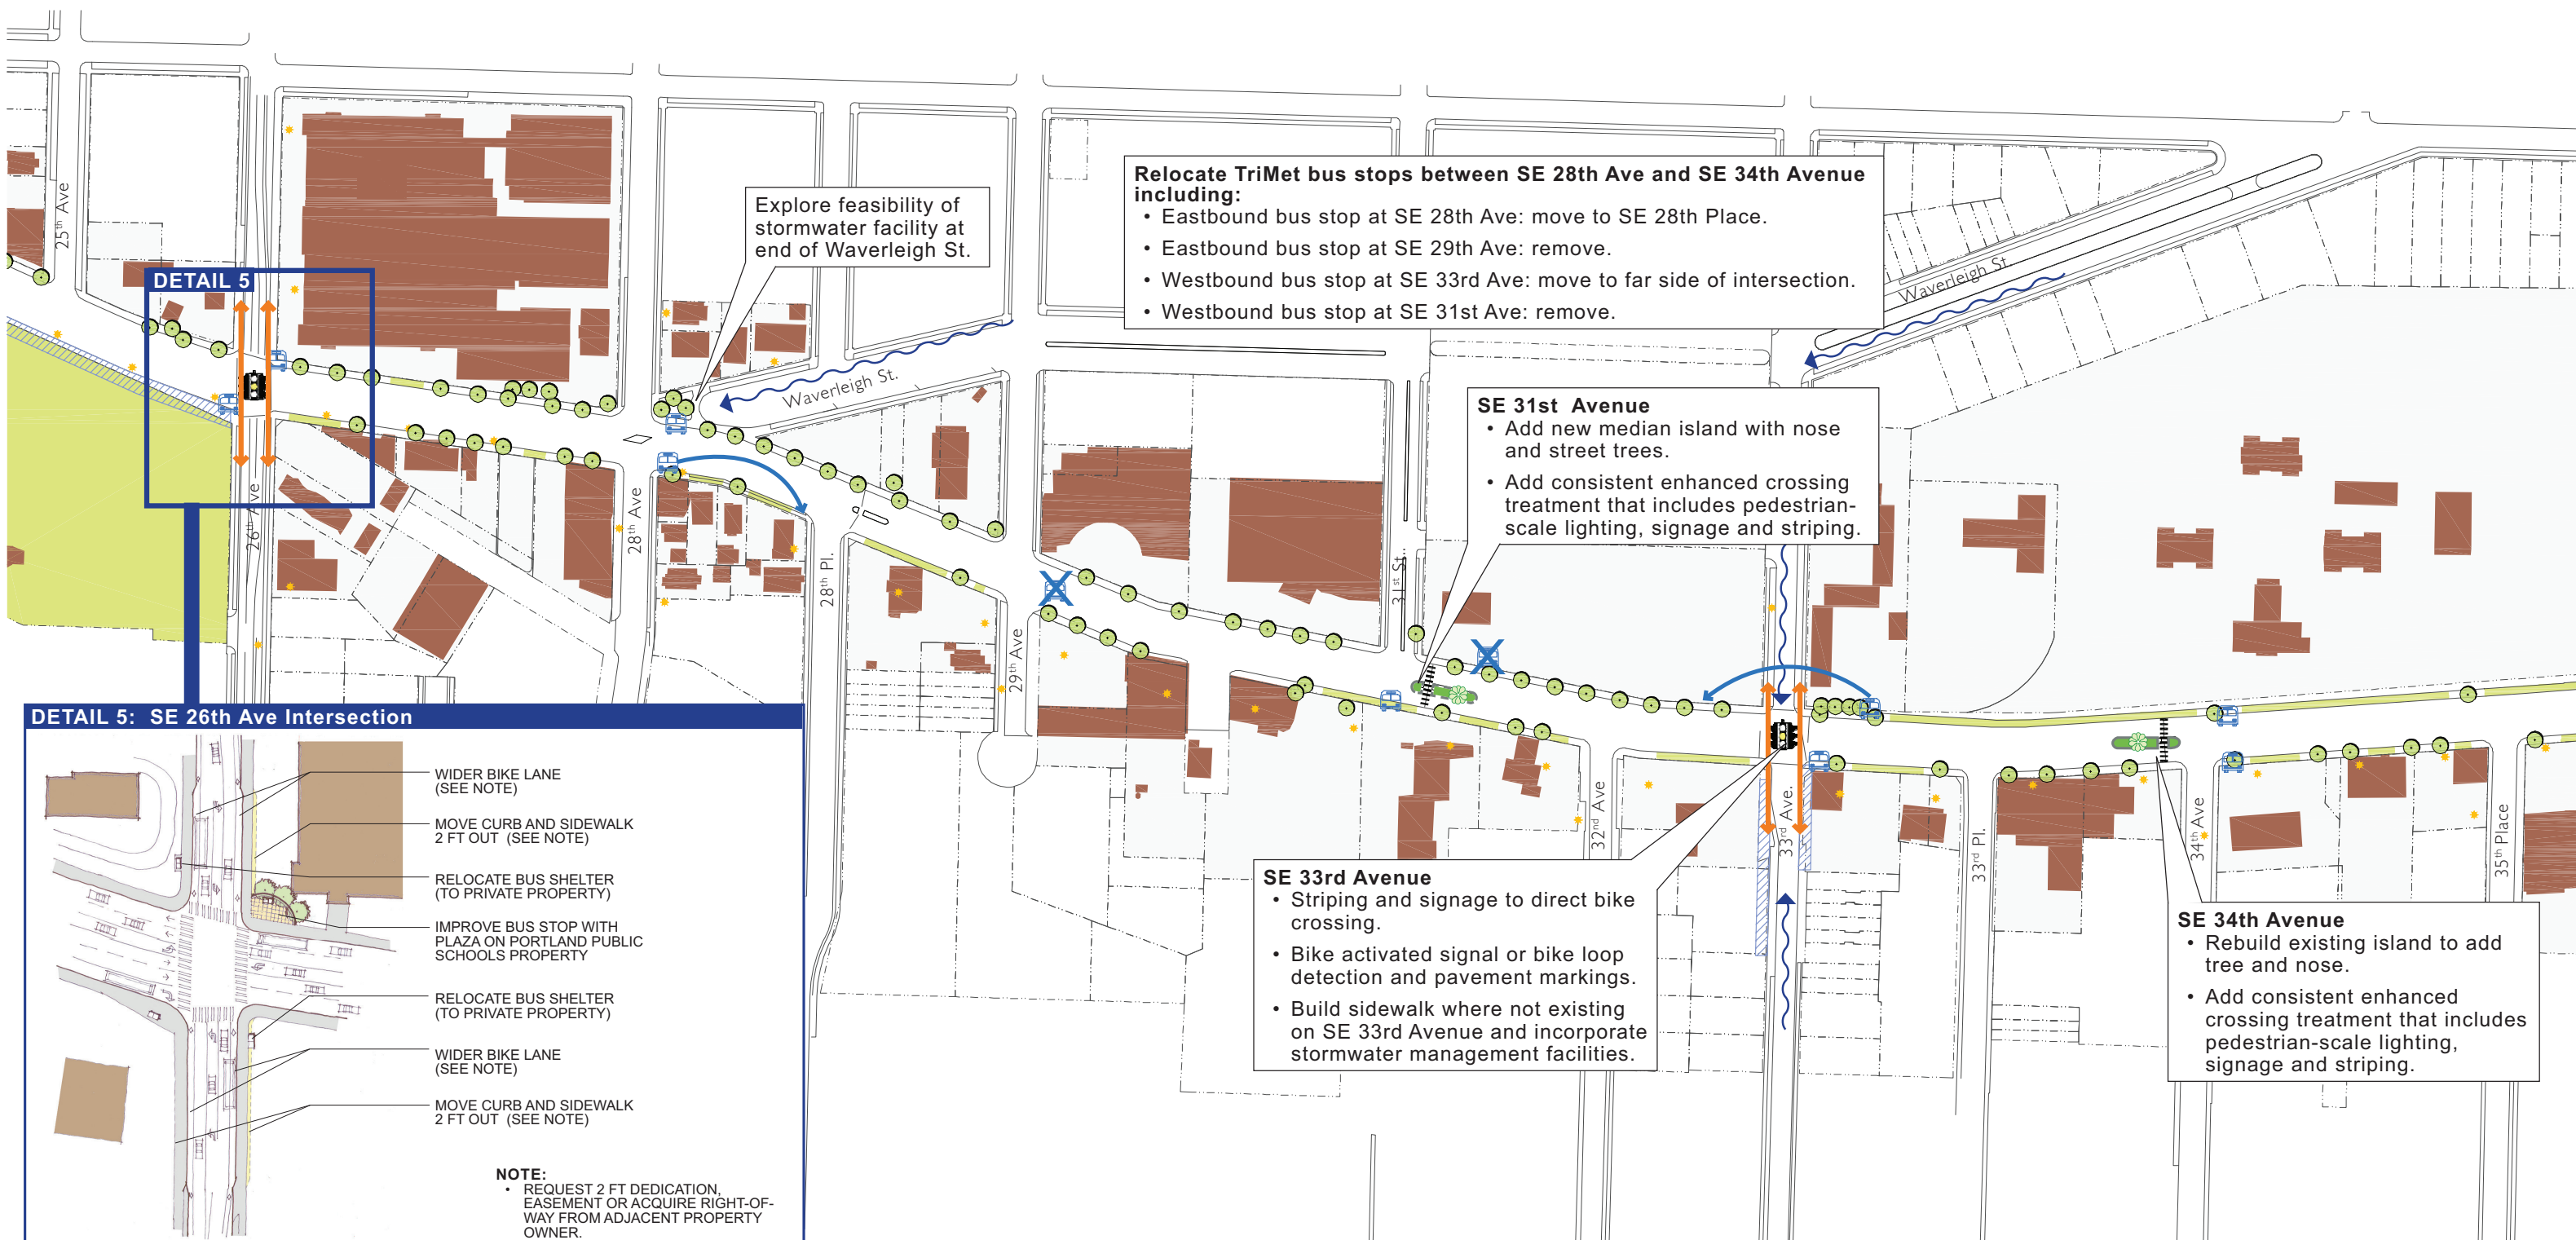 25th Ave
DETAIL 5
26th Ave
Explore feasibility of
stormwater facility at
end of Waverleigh St.
Waverleigh St.
28th Ave
28th Pl.
29th Ave
Relocate TriMet bus stops between SE 28th Ave and SE 34th Avenue
including:
• Eastbound bus stop at SE 28th Ave: move to SE 28th Place.
• Eastbound bus stop at SE 29th Ave: remove.
• Westbound bus stop at SE 33rd Ave: move to far side of intersection.
• Westbound bus stop at SE 31st Ave: remove.
Waverleigh St.
SE 31st Avenue
• Add new median island with nose
and street trees.
• Add consistent enhanced crossing
treatment that includes pedestrian-
scale lighting, signage and striping.
31st St
32nd Ave
33rd Ave.
33rd Pl.
34th Ave
35th Place
SE 33rd Avenue
• Striping and signage to direct bike
crossing.
• Bike activated signal or bike loop
detection and pavement markings.
• Build sidewalk where not existing
on SE 33rd Avenue and incorporate
stormwater management facilities.
SE 34th Avenue
• Rebuild existing island to add
tree and nose.
• Add consistent enhanced
crossing treatment that includes
pedestrian-scale lighting,
signage and striping.
DETAIL 5: SE 26th Ave Intersection
WIDER BIKE LANE
(SEE NOTE)
MOVE CURB AND SIDEWALK
2 FT OUT (SEE NOTE)
RELOCATE BUS SHELTER
(TO PRIVATE PROPERTY)
IMPROVE BUS STOP WITH
PLAZA ON PORTLAND PUBLIC
SCHOOLS PROPERTY
RELOCATE BUS SHELTER
(TO PRIVATE PROPERTY)
WIDER BIKE LANE
(SEE NOTE)
MOVE CURB AND SIDEWALK
2 FT OUT (SEE NOTE)
NOTE:
• REQUEST 2 FT DEDICATION,
EASEMENT OR ACQUIRE RIGHT-OF-
WAY FROM ADJACENT PROPERTY
OWNER.